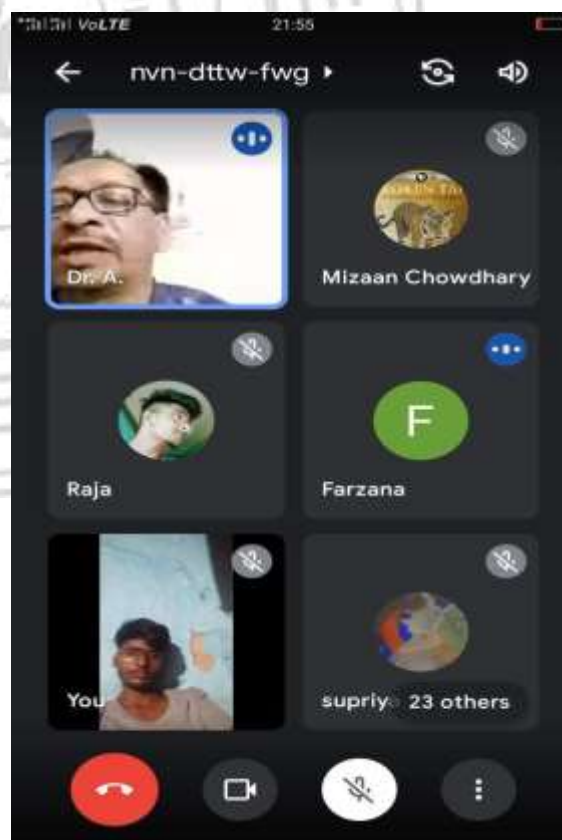 VoLTE 21:55
nvn-dttw-fwg
Dr. A.
Mizaan Chowdhary
Raja
F
Farzana
You
supriy 23 others